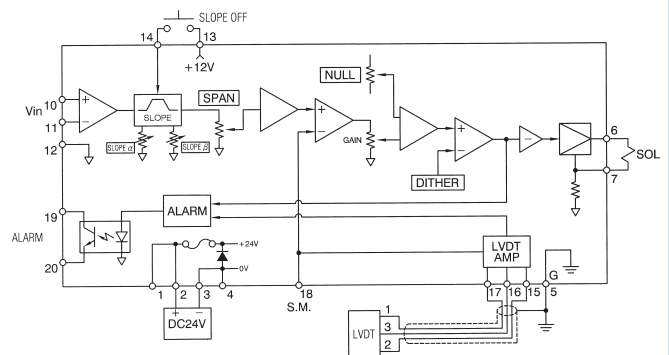 SLOPE OFF
14
13
+12V
NULL
Vin
10
+
11
−
SLOPE
SPAN
SLOPE α
SLOPE β
12
+
−
GAIN
+
−
DITHER
−
6
SOL
7
19
ALARM
ALARM
20
+24V
0V
LVDT
AMP
1
2
3
4
18
S.M.
17
16
15
G
5
+ −
DC24V
LVDT
1
3
2